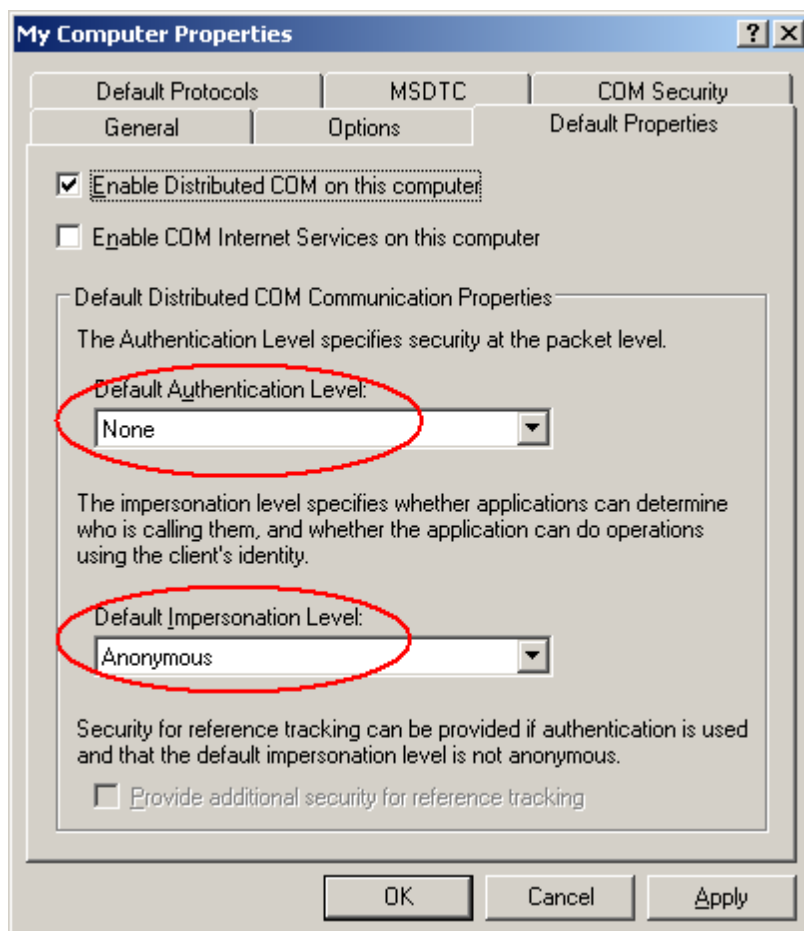 My Computer Properties
Default Protocols
MSDTC
COM Security
General
Options
Default Properties
Enable Distributed COM on this computer
Enable COM Internet Services on this computer
Default Distributed COM Communication Properties
The Authentication Level specifies security at the packet level.
Default Authentication Level:
None
The impersonation level specifies whether applications can determine
who is calling them, and whether the application can do operations
using the client's identity.
Default Impersonation Level:
Anonymous
Security for reference tracking can be provided if authentication is used
and that the default impersonation level is not anonymous.
Provide additional security for reference tracking
OK
Cancel
Apply